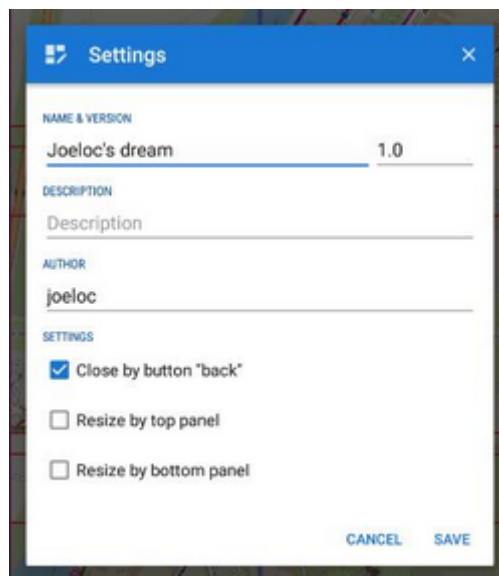 Settings
NAME & VERSION
Joeloc's dream 1.0
DESCRIPTION
Description
AUTHOR
joeloc
SETTINGS
Close by button "back"
Resize by top panel
Resize by bottom panel
CANCEL SAVE